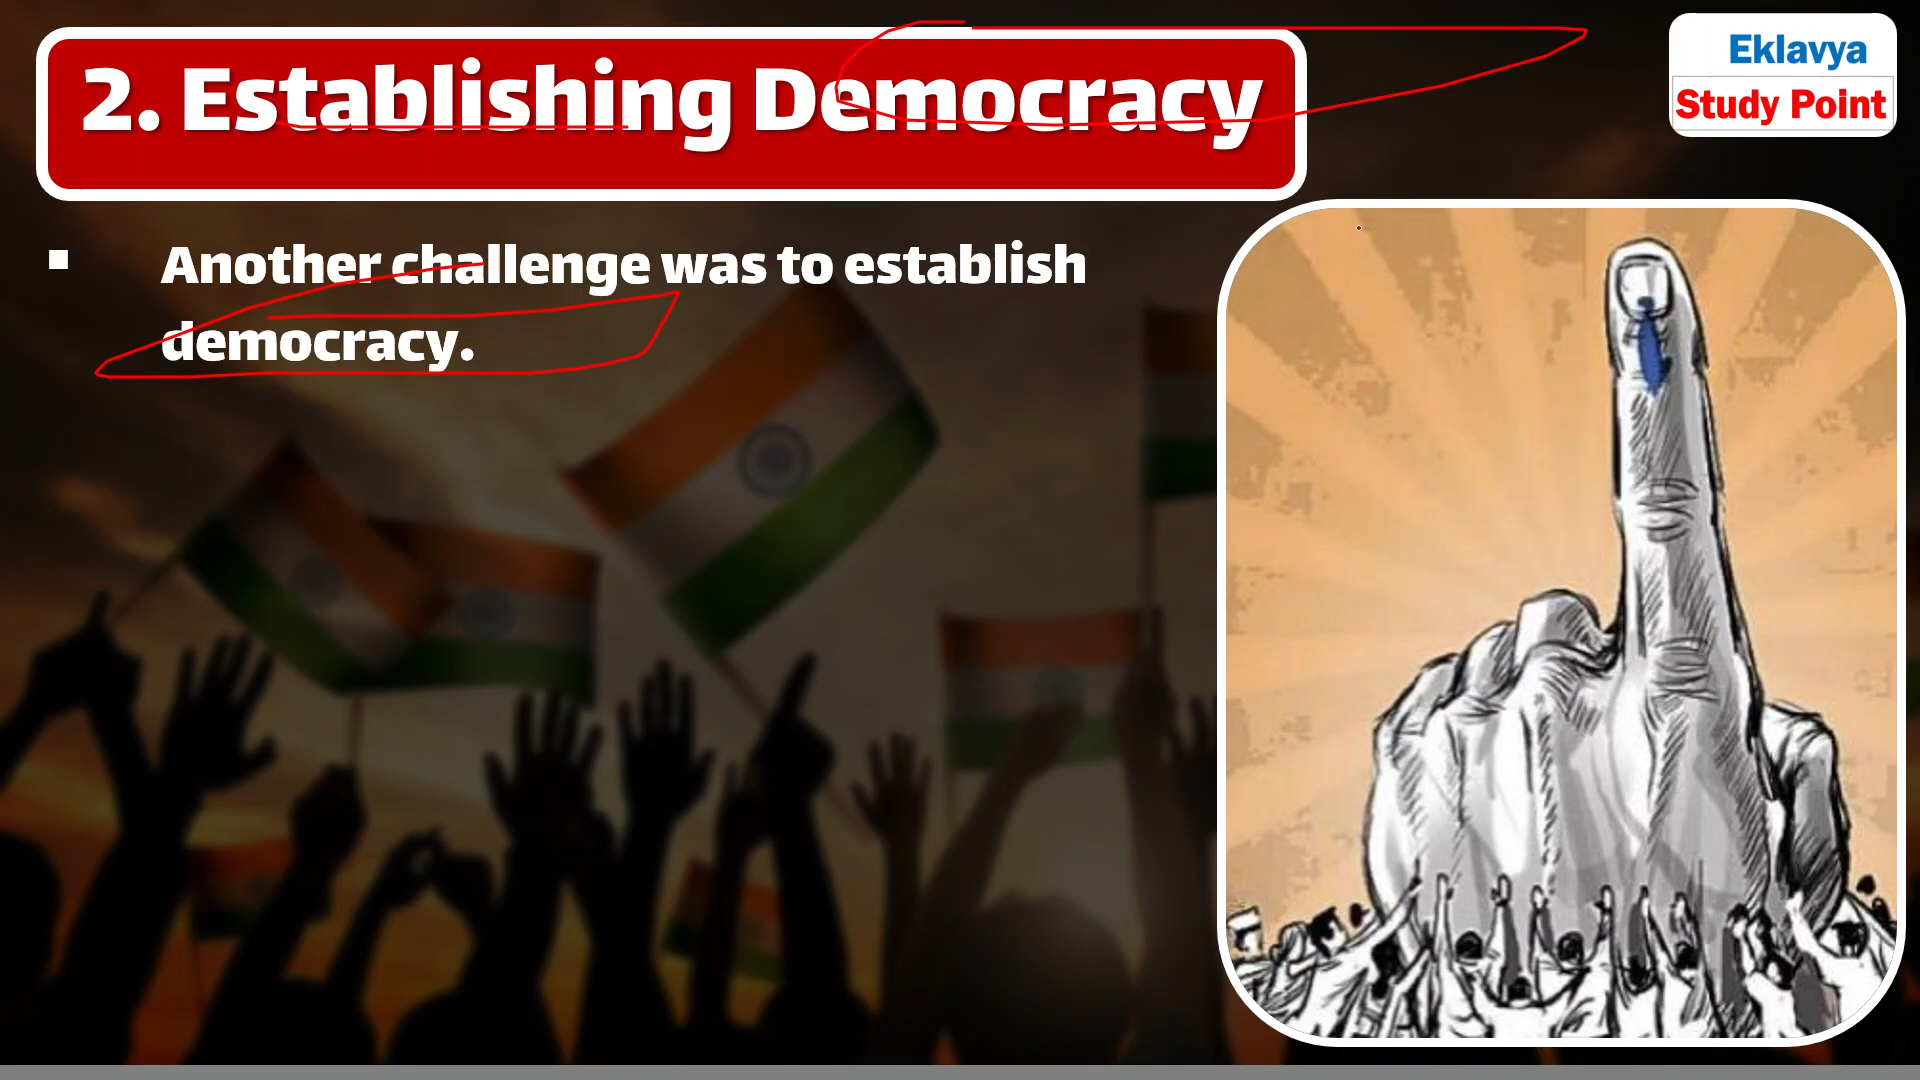 2. Establishing Democracy
Eklavya
Study Point
▪ Another challenge was to establish
democracy.